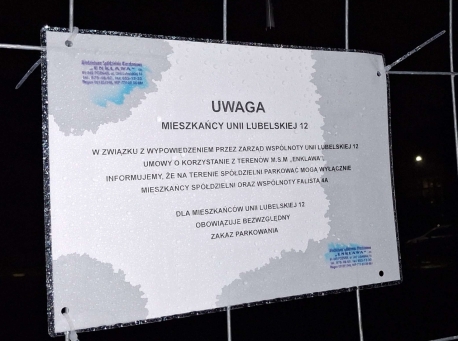 "ENKLAWA"
UWAGA
MIESZKAŃCY UNII LUBELSKIEJ 12
W ZWIĄZKU Z WYPOWIEDZENIEM PRZEZ ZARZĄD WSPÓLNOTY UNII LUBELSKIEJ 12
UMOWY O KORZYSTANIE Z TERENÓW M.S.M „ENKLAWA”
INFORMUJEMY, ŻE NA TERENIE SPÓŁDZIELNI PARKOWAĆ MOGĄ WYŁĄCZNIE
MIESZKAŃCY SPÓŁDZIELNI ORAZ WSPÓLNOTY FALISTA 4A
DLA MIESZKAŃCÓW UNII LUBELSKIEJ 12
OBOWIĄZUJE BEZWZGLĘDNY
ZAKAZ PARKOWANIA